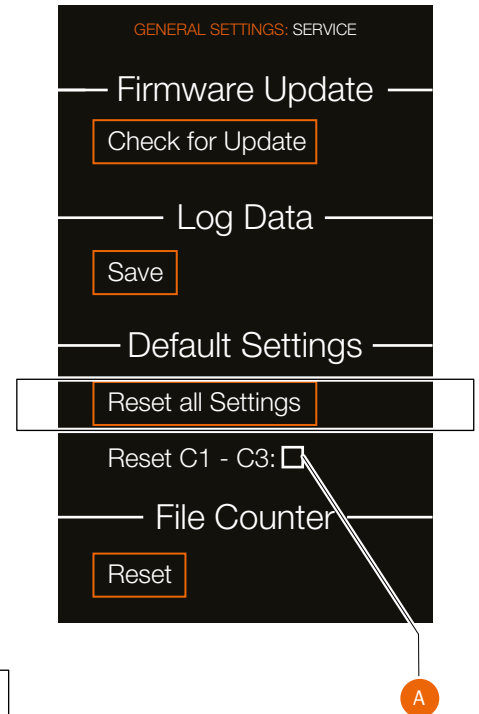 GENERAL SETTINGS: SERVICE
Firmware Update
Check for Update
Log Data
Save
Default Settings
Reset all Settings
Reset C1 - C3:
File Counter
Reset
A